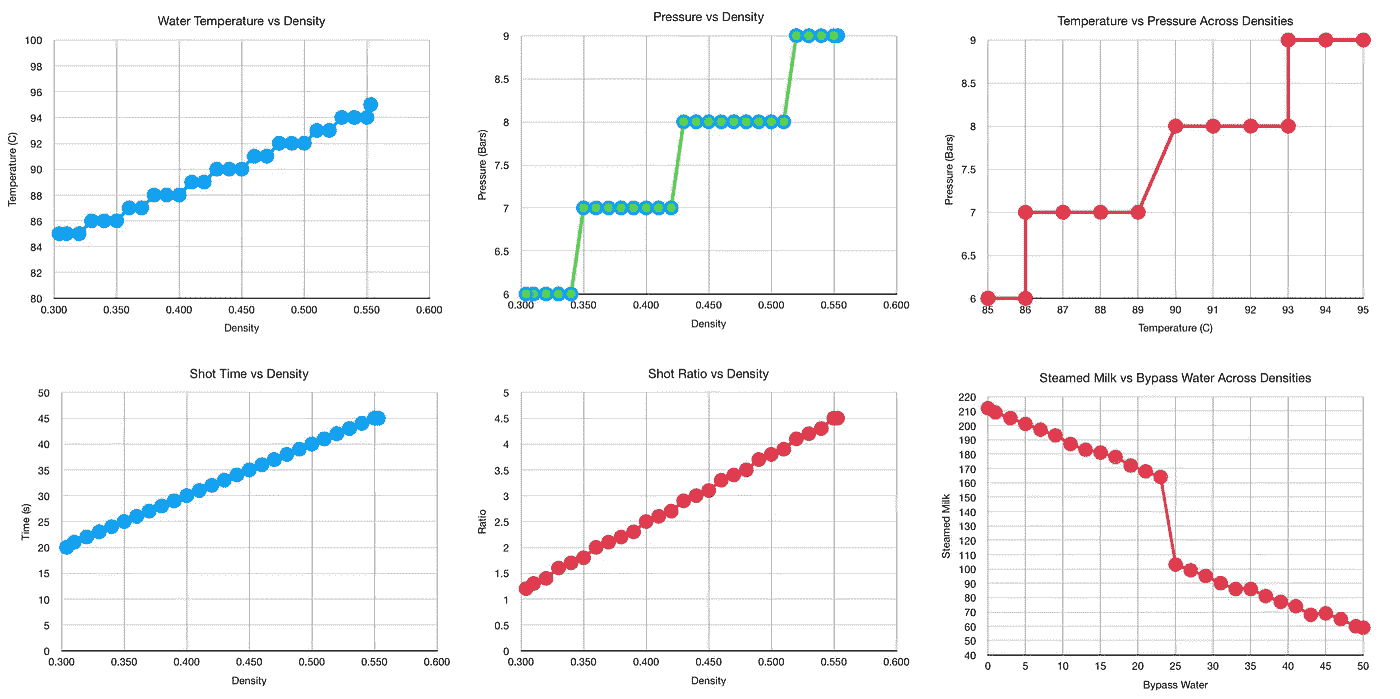 Water Temperature vs Density
100
98
96
94
92
90
88
86
84
82
80
Temperature (C)
0.300 0.350 0.400 0.450 0.500 0.550 0.600
Density
Pressure vs Density
9
8.5
8
7.5
7
6.5
6
Pressure (Bars)
0.300 0.350 0.400 0.450 0.500 0.550 0.600
Density
Temperature vs Pressure Across Densities
9
8.5
8
7.5
7
6.5
6
Pressure (Bars)
85 86 87 88 89 90 91 92 93 94 95
Temperature (C)
Shot Time vs Density
50
45
40
35
30
25
20
15
10
5
0
Time (s)
0.300 0.350 0.400 0.450 0.500 0.550 0.600
Density
Shot Ratio vs Density
5
4.5
4
3.5
3
2.5
2
1.5
1
0.5
0
Ratio
0.300 0.350 0.400 0.450 0.500 0.550 0.600
Density
Steamed Milk vs Bypass Water Across Densities
220
210
200
190
180
170
160
150
140
130
120
110
100
90
80
70
60
50
40
Steamed Milk
0 5 10 15 20 25 30 35 40 45 50
Bypass Water